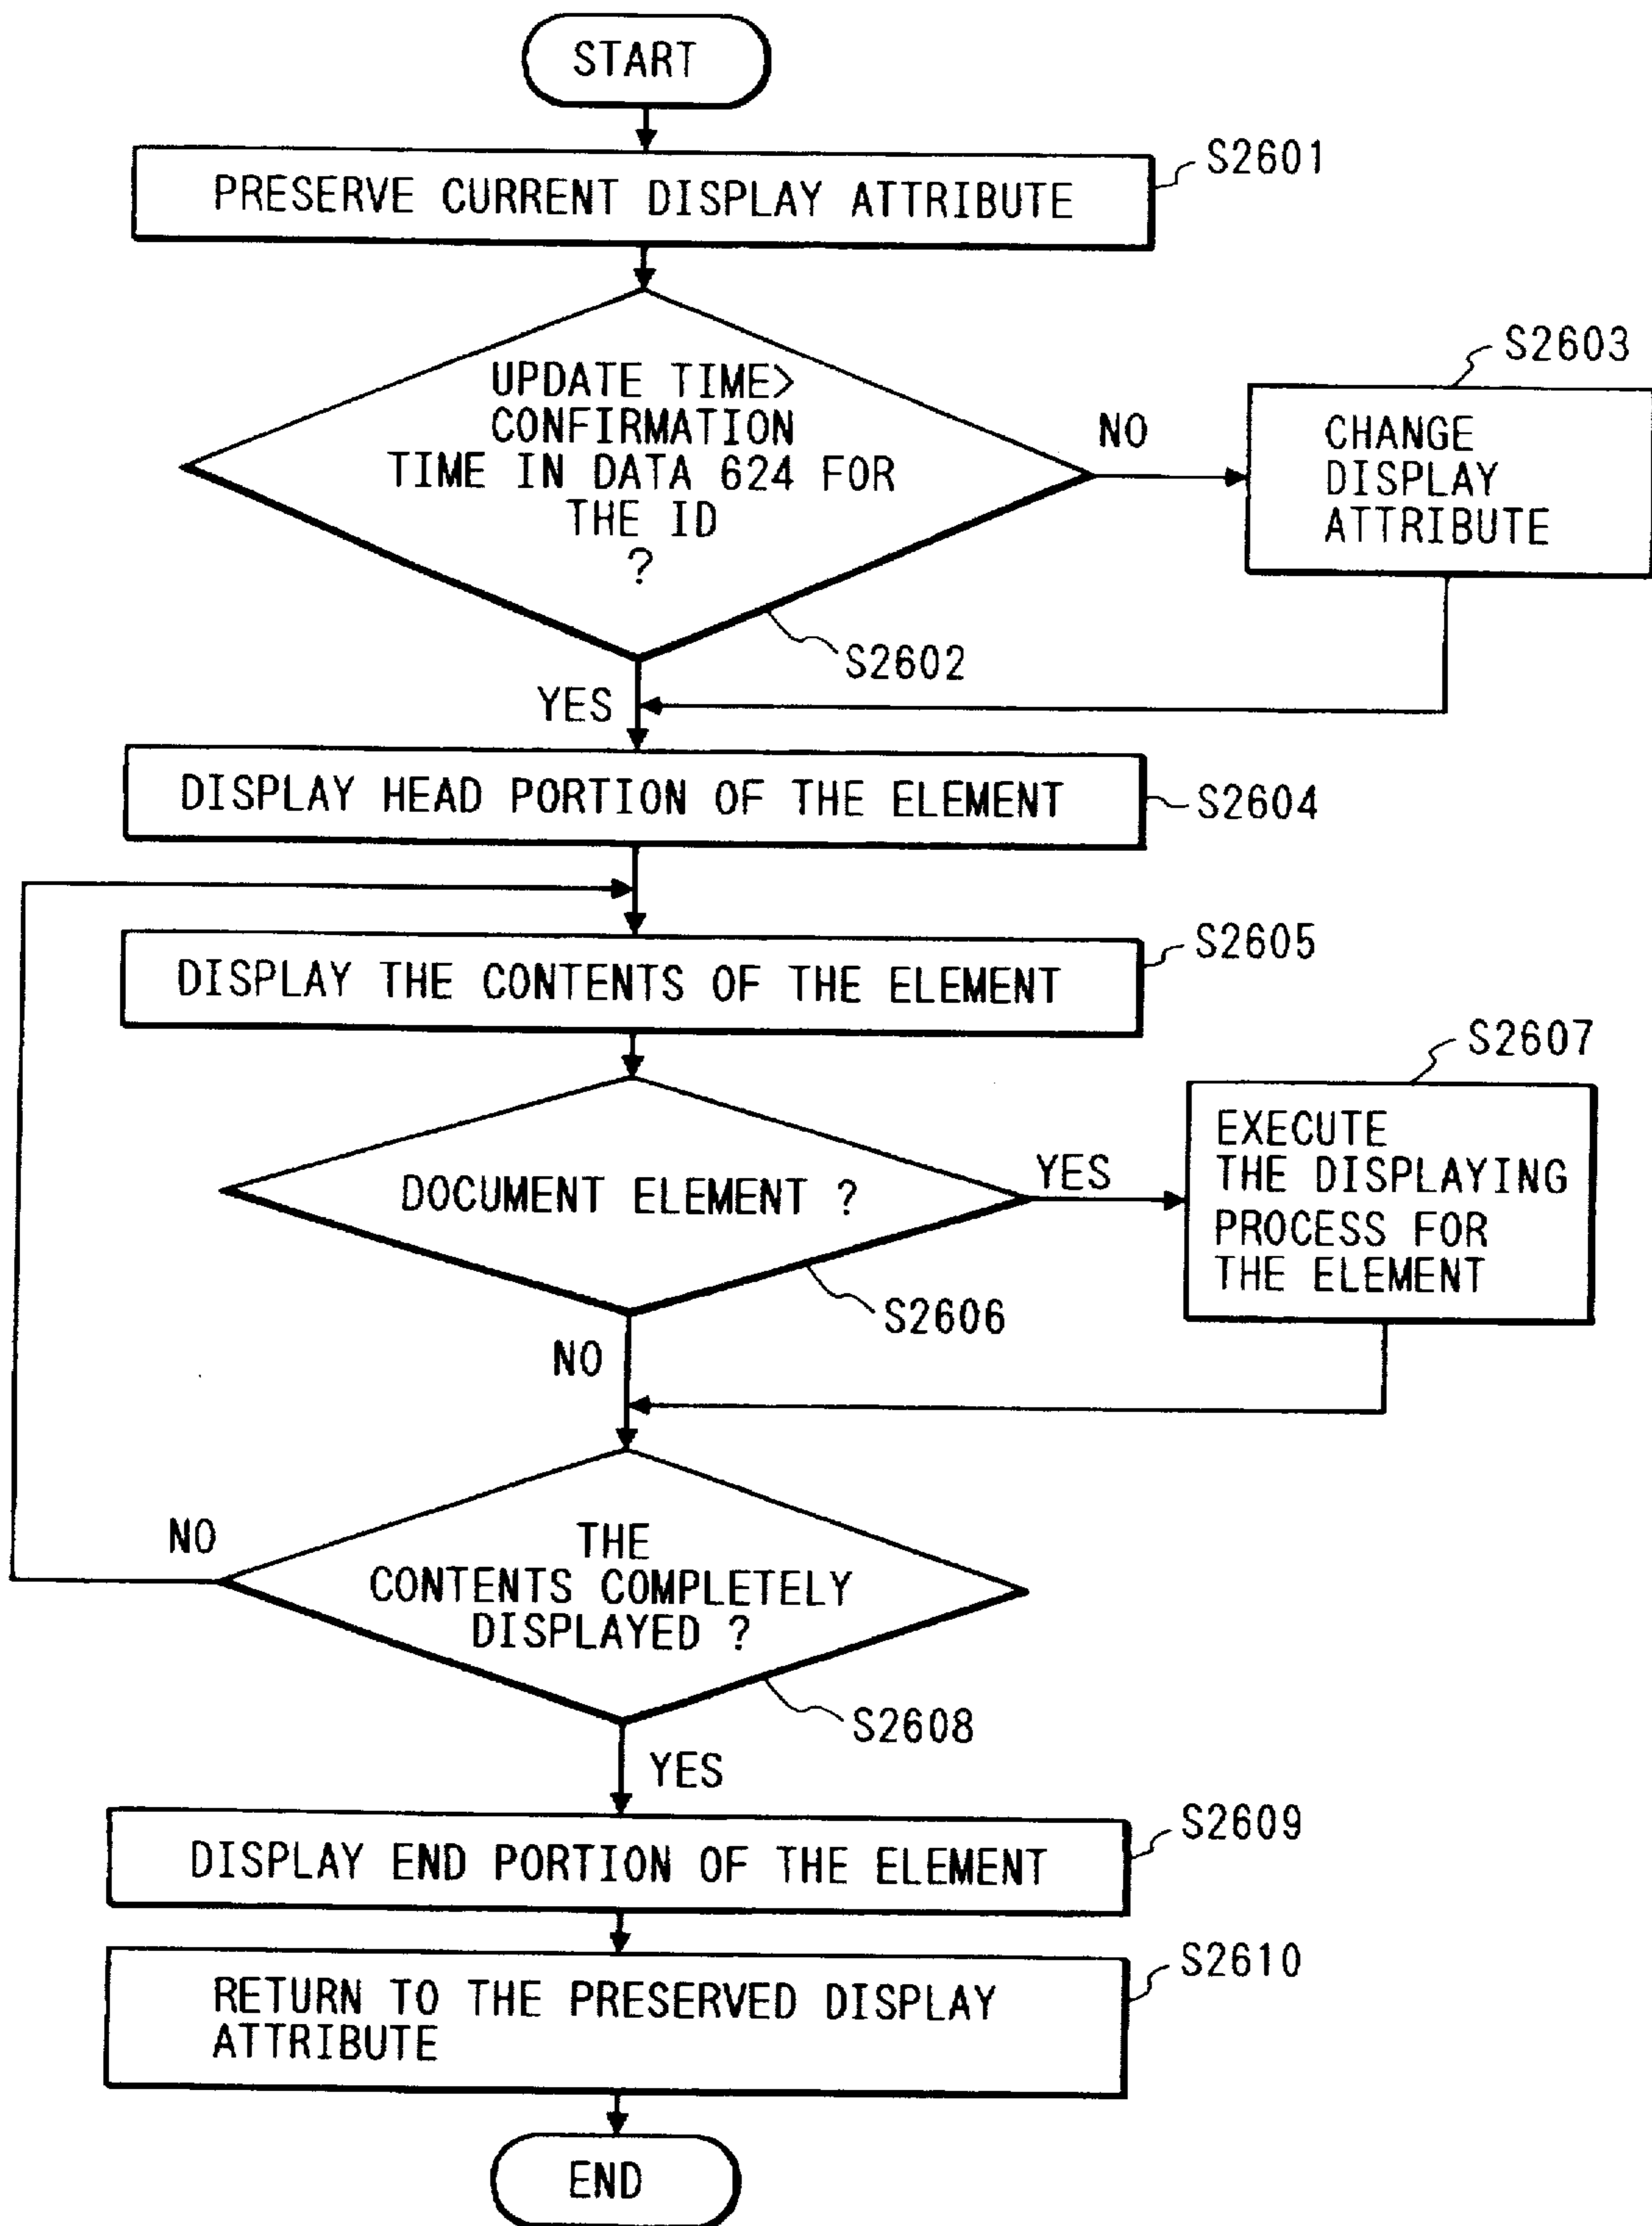 START
S2601
PRESERVE CURRENT DISPLAY ATTRIBUTE
S2603
UPDATE TIME>
CONFIRMATION
TIME IN DATA 624 FOR
THE ID
?
NO
CHANGE
DISPLAY
ATTRIBUTE
S2602
YES
DISPLAY HEAD PORTION OF THE ELEMENT
S2604
S2605
DISPLAY THE CONTENTS OF THE ELEMENT
S2607
DOCUMENT ELEMENT ?
YES
EXECUTE
THE DISPLAYING
PROCESS FOR
THE ELEMENT
S2606
NO
NO
THE
CONTENTS COMPLETELY
DISPLAYED ?
S2608
YES
S2609
DISPLAY END PORTION OF THE ELEMENT
S2610
RETURN TO THE PRESERVED DISPLAY
ATTRIBUTE
END